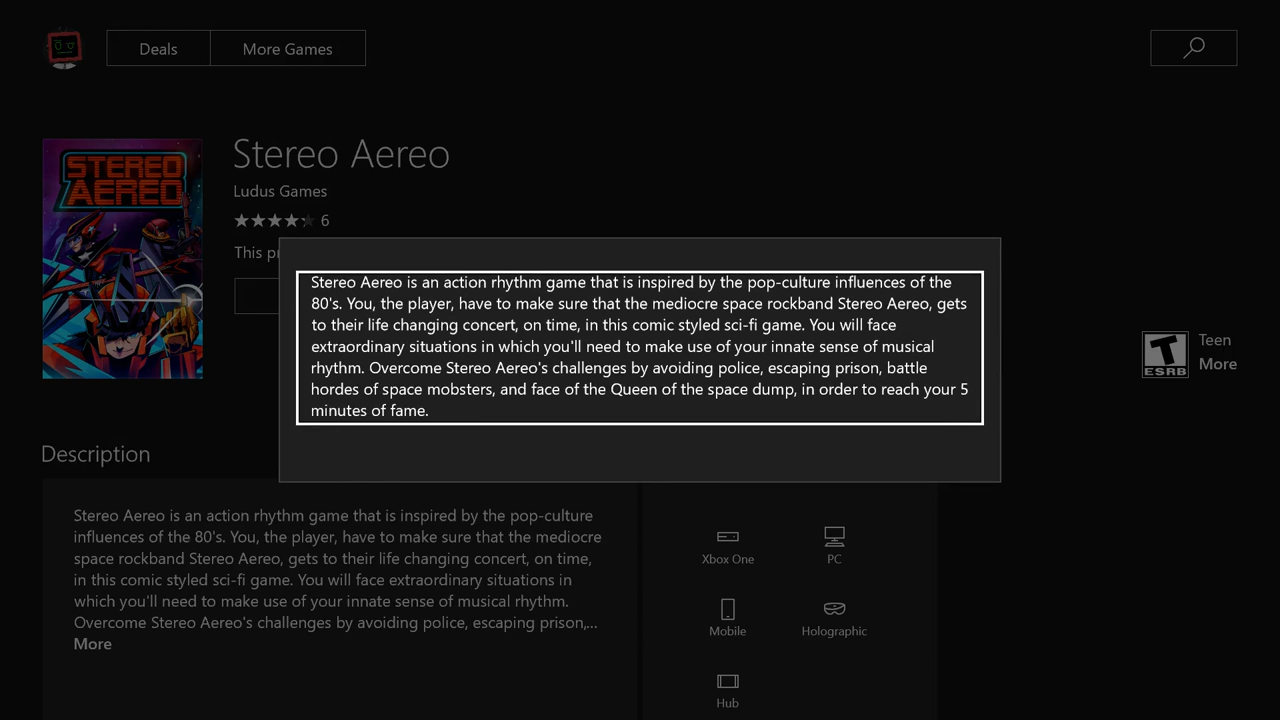 Deals
More Games
STEREO
AEREO
Stereo Aereo
Ludus Games
6
This pr
Stereo Aereo is an action rhythm game that is inspired by the pop-culture influences of the
80's. You, the player, have to make sure that the mediocre space rockband Stereo Aereo, gets
to their life changing concert, on time, in this comic styled sci-fi game. You will face
extraordinary situations in which you'll need to make use of your innate sense of musical
rhythm. Overcome Stereo Aereo's challenges by avoiding police, escaping prison, battle
hordes of space mobsters, and face of the Queen of the space dump, in order to reach your 5
minutes of fame.
T
ESRB
Teen
More
Description
Stereo Aereo is an action rhythm game that is inspired by the pop-culture
influences of the 80's. You, the player, have to make sure that the mediocre
space rockband Stereo Aereo, gets to their life changing concert, on time,
in this comic styled sci-fi game. You will face extraordinary situations in
which you'll need to make use of your innate sense of musical rhythm.
Overcome Stereo Aereo's challenges by avoiding police, escaping prison,...
More
Xbox One
PC
Mobile
Holographic
Hub